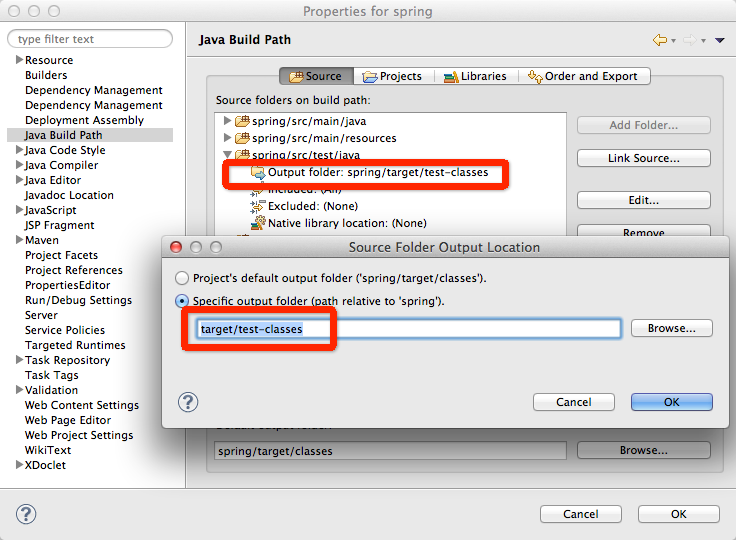 Properties for spring
type filter text
Resource
Builders
Dependency Management
Dependency Management
Deployment Assembly
Java Build Path
Java Code Style
Java Compiler
Java Editor
Javadoc Location
JavaScript
JSP Fragment
Maven
Project Facets
Project References
PropertiesEditor
Run/Debug Settings
Server
Service Policies
Targeted Runtimes
Task Repository
Task Tags
Validation
Web Content Settings
Web Page Editor
Web Project Settings
WikiText
XDoclet
Java Build Path
Source Projects Libraries Order and Export
Source folders on build path:
spring/src/main/java
spring/src/main/resources
spring/src/test/java
Output folder: spring/target/test-classes
Included: (All)
Excluded: (None)
Native library location: (None)
Add Folder...
Link Source...
Edit...
Remove
Source Folder Output Location
Project's default output folder ('spring/target/classes').
Specific output folder (path relative to 'spring').
target/test-classes
Browse...
Cancel OK
Default output folder:
spring/target/classes
Browse...
Cancel OK